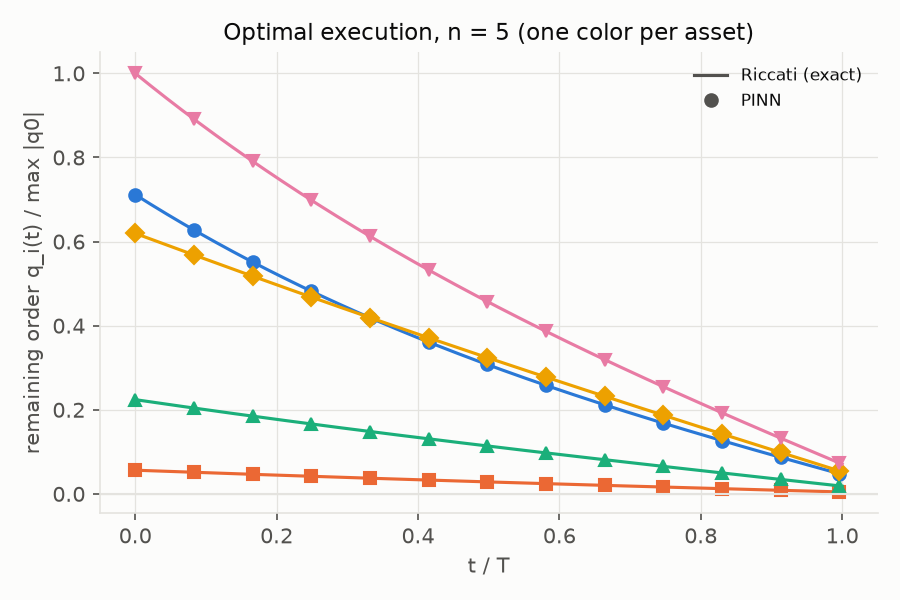 Optimal execution, n = 5 (one color per asset)
Riccati (exact)
PINN
remaining order q_i(t) / max |q0|
1.0
0.8
0.6
0.4
0.2
0.0
0.0 0.2 0.4 0.6 0.8 1.0
t / T